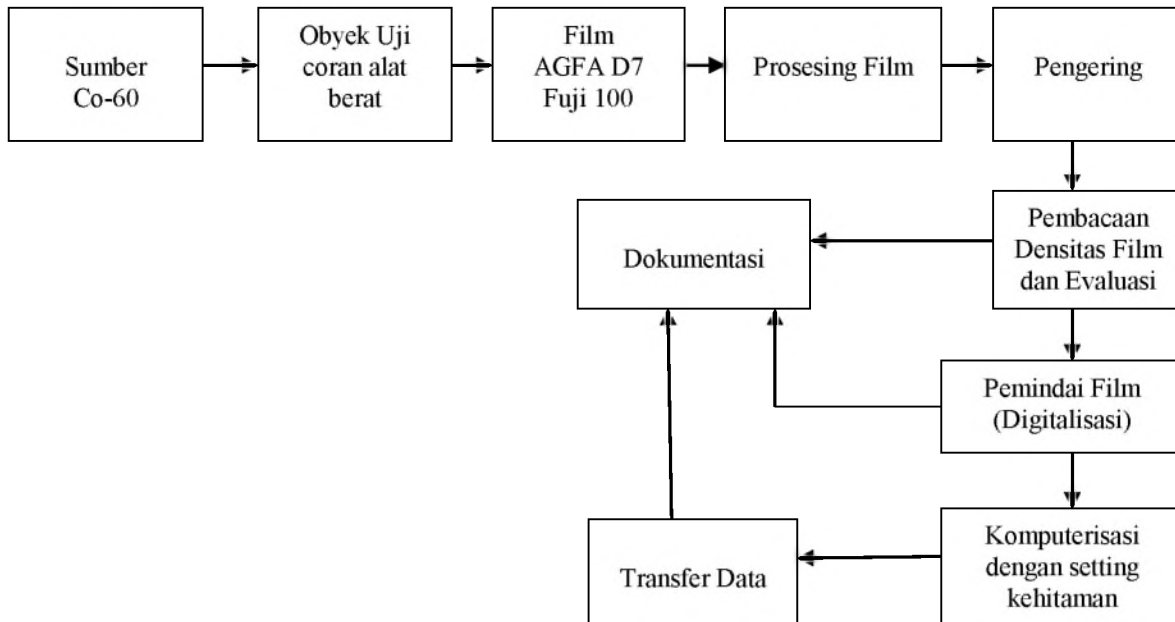 Sumber
Co-60
Obyek Uji
coran alat
berat
Film
AGFA D7
Fuji 100
Prosesing Film
Pengering
Pembacaan
Densitas Film
dan Evaluasi
Dokumentasi
Pemindai Film
(Digitalisasi)
Komputerisasi
dengan setting
kehitaman
Transfer Data